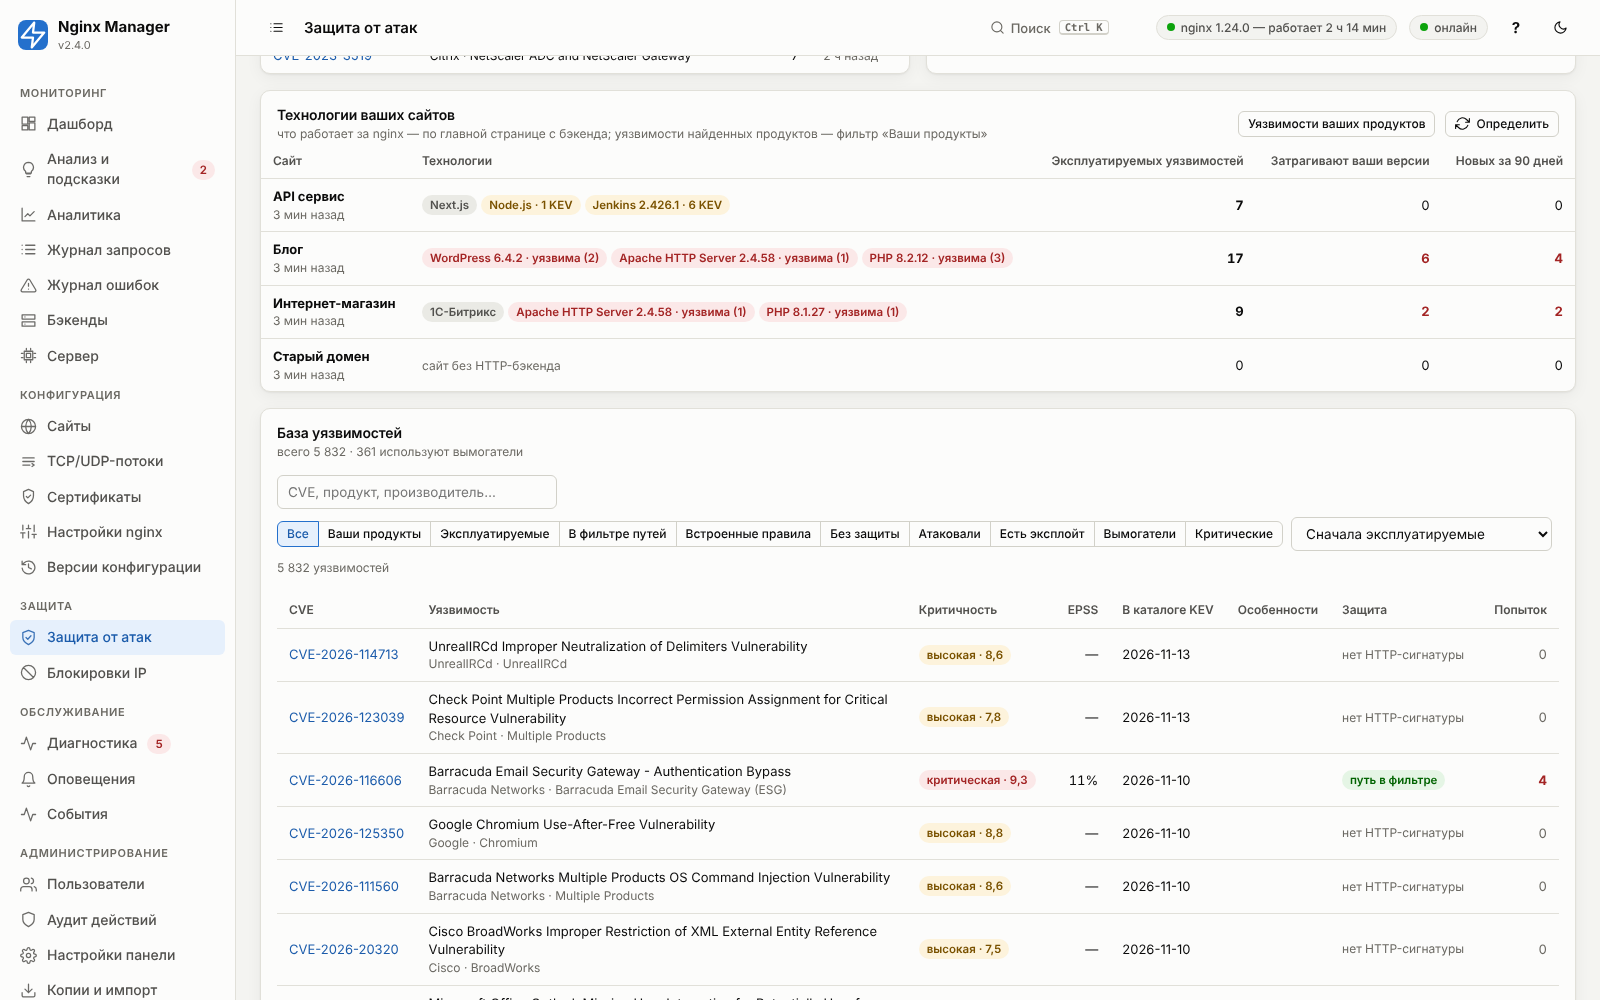 Nginx Manager
v2.4.0
МОНИТОРИНГ
Дашборд
Анализ и подсказки
2
Аналитика
Журнал запросов
Журнал ошибок
Бэкенды
Сервер
КОНФИГУРАЦИЯ
Сайты
TCP/UDP-потоки
Сертификаты
Настройки nginx
Версии конфигурации
ЗАЩИТА
Защита от атак
Блокировки IP
ОБСЛУЖИВАНИЕ
Диагностика 5
Оповещения
События
АДМИНИСТРИРОВАНИЕ
Пользователи
Аудит действий
Настройки панели
Копии и импорт
Защита от атак
Поиск Ctrl K
nginx 1.24.0 — работает 2 ч 14 мин
онлайн
?
Citrix · NetScaler ADC and NetScaler Gateway
Технологии ваших сайтов
что работает за nginx — по главной странице с бэкенда; уязвимости найденных продуктов — фильтр «Ваши продукты»
Уязвимости ваших продуктов
Определить
Сайт Технологии Эксплуатируемых уязвимостей Затрагивают ваши версии Новых за 90 дней
API сервис
3 мин назад
Next.js Node.js · 1 KEV Jenkins 2.426.1 · 6 KEV 7 0 0
Блог
3 мин назад
WordPress 6.4.2 · уязвима (2) Apache HTTP Server 2.4.58 · уязвима (1) PHP 8.2.12 · уязвима (3) 17 6 4
Интернет-магазин
3 мин назад
1С-Битрикс Apache HTTP Server 2.4.58 · уязвима (1) PHP 8.1.27 · уязвима (1) 9 2 2
Старый домен
3 мин назад
сайт без HTTP-бэкенда 0 0 0
База уязвимостей
всего 5 832 · 361 используют вымогатели
CVE, продукт, производитель...
Все Ваши продукты Эксплуатируемые В фильтре путей Встроенные правила Без защиты Атаковали Есть эксплойт Вымогатели Критические
Сначала эксплуатируемые
5 832 уязвимостей
CVE Уязвимость Критичность EPSS В каталоге KEV Особенности Защита Попыток
CVE-2026-114713 UnrealIRCd Improper Neutralization of Delimiters Vulnerability
UnrealIRCd · UnrealIRCd
высокая · 8,6 — 2026-11-13 нет HTTP-сигнатуры 0
CVE-2026-123039 Check Point Multiple Products Incorrect Permission Assignment for Critical
Resource Vulnerability
Check Point · Multiple Products
высокая · 7,8 — 2026-11-13 нет HTTP-сигнатуры 0
CVE-2026-116606 Barracuda Email Security Gateway - Authentication Bypass
Barracuda Networks · Barracuda Email Security Gateway (ESG)
критическая · 9,3 11% 2026-11-10 путь в фильтре 4
CVE-2026-125350 Google Chromium Use-After-Free Vulnerability
Google · Chromium
высокая · 8,8 — 2026-11-10 нет HTTP-сигнатуры 0
CVE-2026-111560 Barracuda Networks Multiple Products OS Command Injection Vulnerability
Barracuda Networks · Multiple Products
высокая · 8,6 — 2026-11-10 нет HTTP-сигнатуры 0
CVE-2026-20320 Cisco BroadWorks Improper Restriction of XML External Entity Reference
Vulnerability
Cisco · BroadWorks
высокая · 7,5 — 2026-11-10 нет HTTP-сигнатуры 0